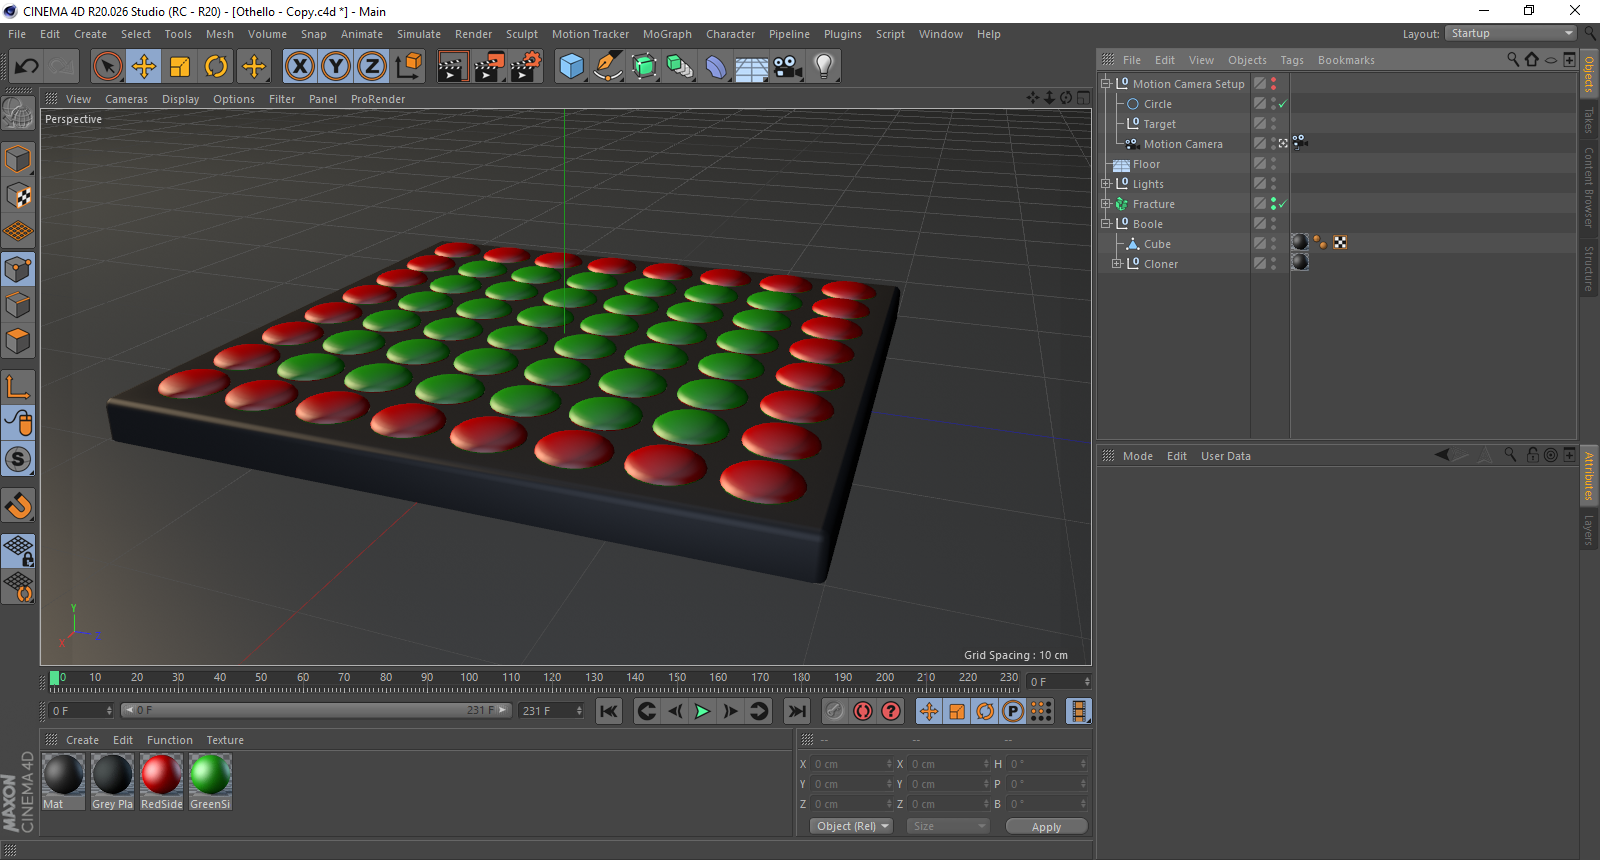 CINEMA 4D R20.026 Studio (RC - R20) - [Othello - Copy.c4d *] - Main
File Edit Create Select Tools Mesh Volume Snap Animate Simulate Render Sculpt Motion Tracker MoGraph Character Pipeline Plugins Script Window Help
Layout: Startup
View Cameras Display Options Filter Panel ProRender
Perspective
Grid Spacing : 10 cm
Y
X
Z
File Edit View Objects Tags Bookmarks
Motion Camera Setup
Circle
Target
Motion Camera
Floor
Lights
Fracture
Boole
Cube
Cloner
Objects
Takes
Content Browser
Structure
Mode Edit User Data
Attributes
Layers
0 10 20 30 40 50 60 70 80 90 100 110 120 130 140 150 160 170 180 190 200 210 220 230
0 F
0 F
0 F
231 F
231 F
Create Edit Function Texture
Mat
Grey Pla
RedSide
GreenSi
-- -- --
X 0 cm X 0 cm H 0 °
Y 0 cm Y 0 cm P 0 °
Z 0 cm Z 0 cm B 0 °
Object (Rel) Size Apply
MAXON
CINEMA 4D